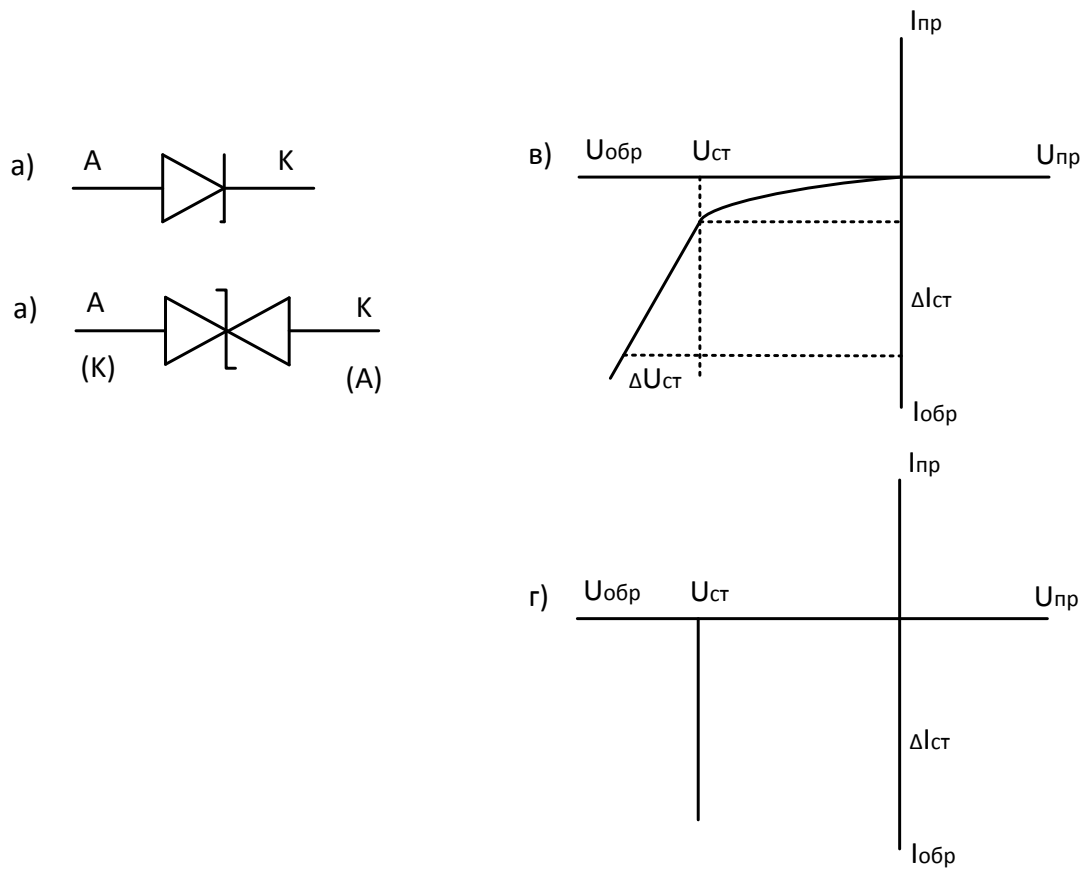 а)
A
K
а)
A
K
(K)
(A)
в)
Iпр
Uобр
Uст
Uпр
ΔIст
ΔUст
Iобр
г)
Iпр
Uобр
Uст
Uпр
ΔIст
Iобр